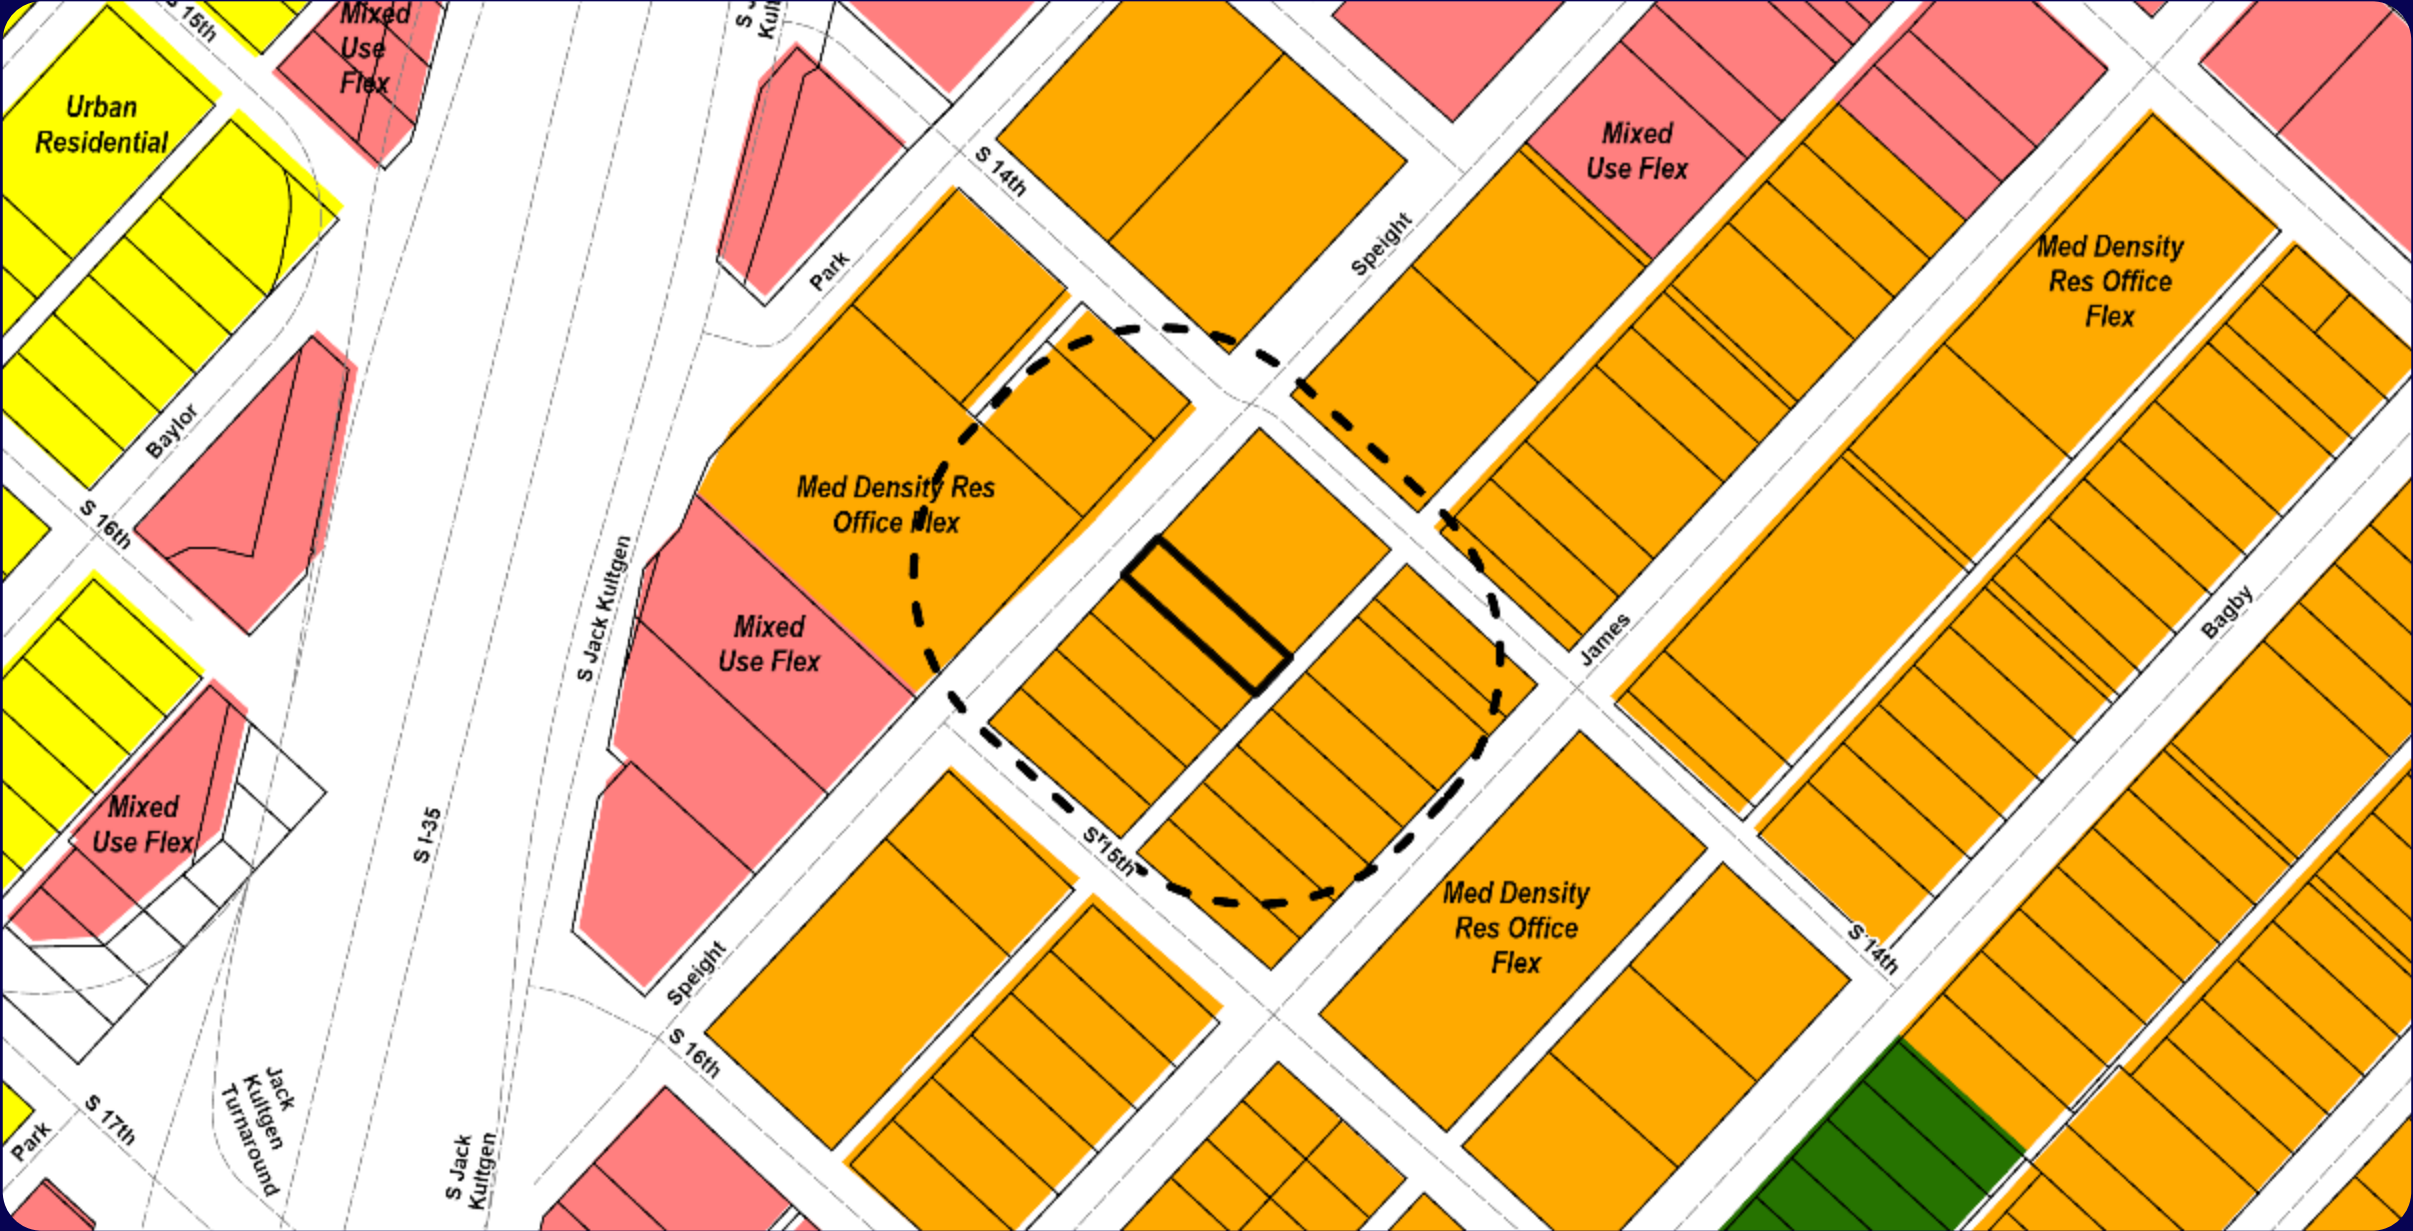 S 15th
Mixed
Use
Flex
S J
Kult
Urban
Residential
S 14th
Mixed
Use Flex
Park
Speight
Med Density
Res Office
Flex
Baylor
S 16th
Med Density Res
Office Flex
S Jack Kultgen
Mixed
Use Flex
James
Bagby
Mixed
Use Flex
S I-35
S 15th
Med Density
Res Office
Flex
S 14th
Speight
S 16th
Jack
Kultgen
Turnaround
S 17th
Park
S Jack
Kultgen